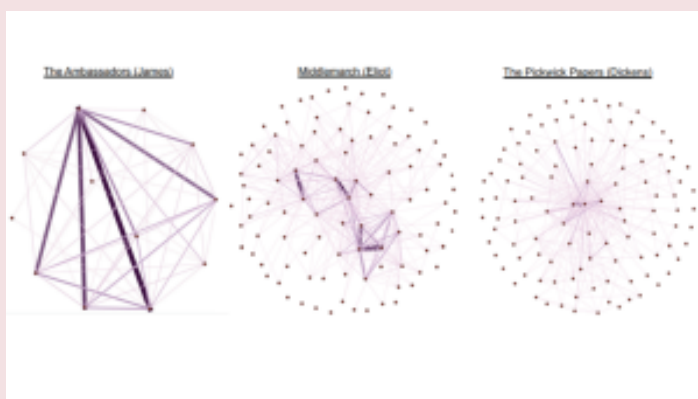 The Ambassadors (James)
Middlemarch (Eliot)
The Pickwick Papers (Dickens)